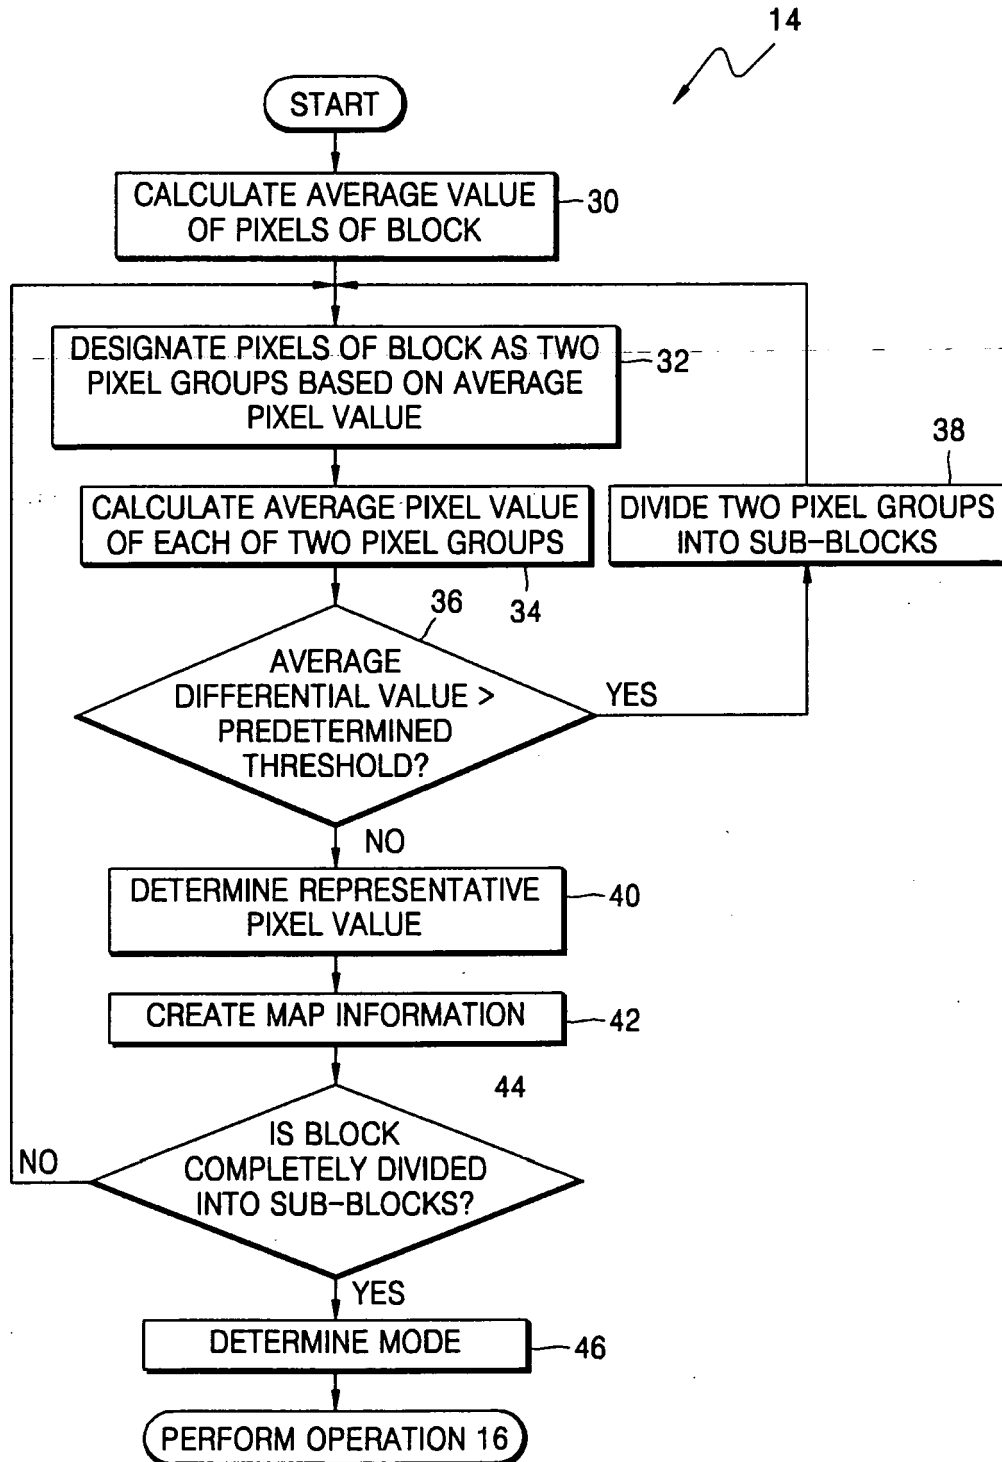 14
START
CALCULATE AVERAGE VALUE
OF PIXELS OF BLOCK
30
DESIGNATE PIXELS OF BLOCK AS TWO
PIXEL GROUPS BASED ON AVERAGE
PIXEL VALUE
32
38
CALCULATE AVERAGE PIXEL VALUE
OF EACH OF TWO PIXEL GROUPS
34
DIVIDE TWO PIXEL GROUPS
INTO SUB-BLOCKS
36
AVERAGE
DIFFERENTIAL VALUE >
PREDETERMINED
THRESHOLD?
YES
NO
DETERMINE REPRESENTATIVE
PIXEL VALUE
40
CREATE MAP INFORMATION
42
44
IS BLOCK
COMPLETELY DIVIDED
INTO SUB-BLOCKS?
NO
YES
DETERMINE MODE
46
PERFORM OPERATION 16